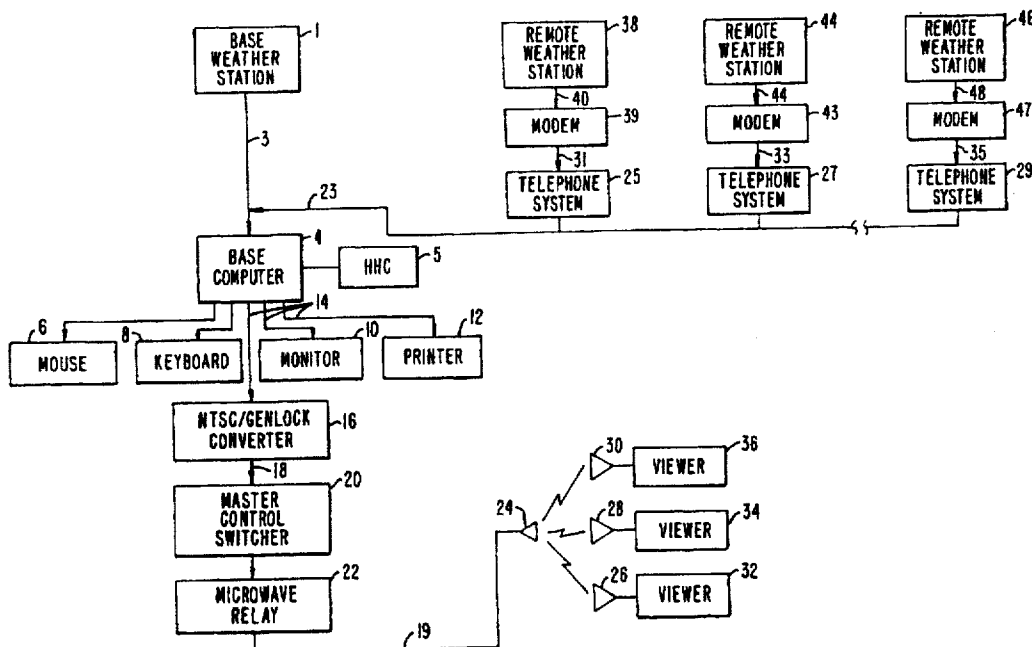 1
BASE
WEATHER
STATION
38
REMOTE
WEATHER
STATION
44
REMOTE
WEATHER
STATION
46
REMOTE
WEATHER
STATION
40
44
48
MODEM
39
MODEM
43
MODEM
47
3
31
33
35
TELEPHONE
SYSTEM
25
TELEPHONE
SYSTEM
27
TELEPHONE
SYSTEM
29
23
4
BASE
COMPUTER
5
HHC
14
6
MOUSE
8
KEYBOARD
10
MONITOR
12
PRINTER
NTSC/GENLOCK
CONVERTER
16
18
20
MASTER
CONTROL
SWITCHER
22
MICROWAVE
RELAY
19
24
30
VIEWER
36
28
VIEWER
34
26
VIEWER
32